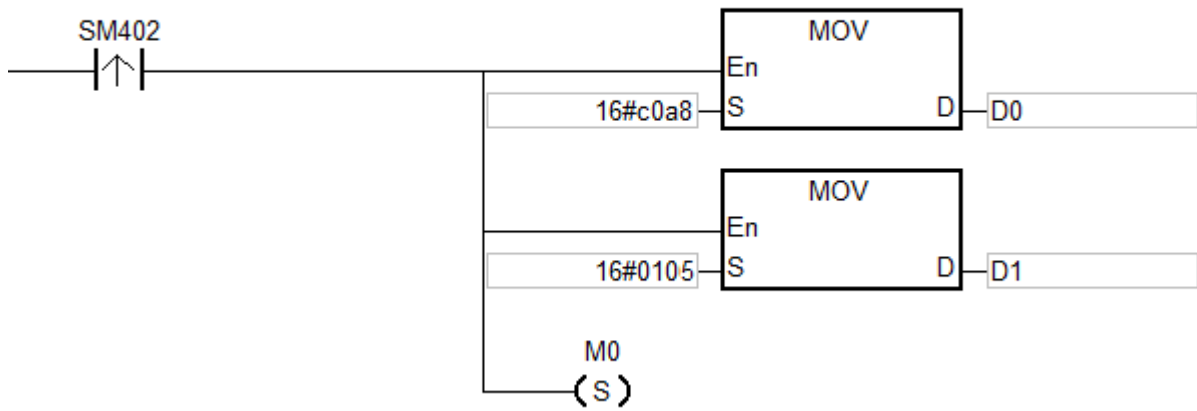 SM402
MOV
En
16#c0a8 S D D0
MOV
En
16#0105 S D D1
M0
S